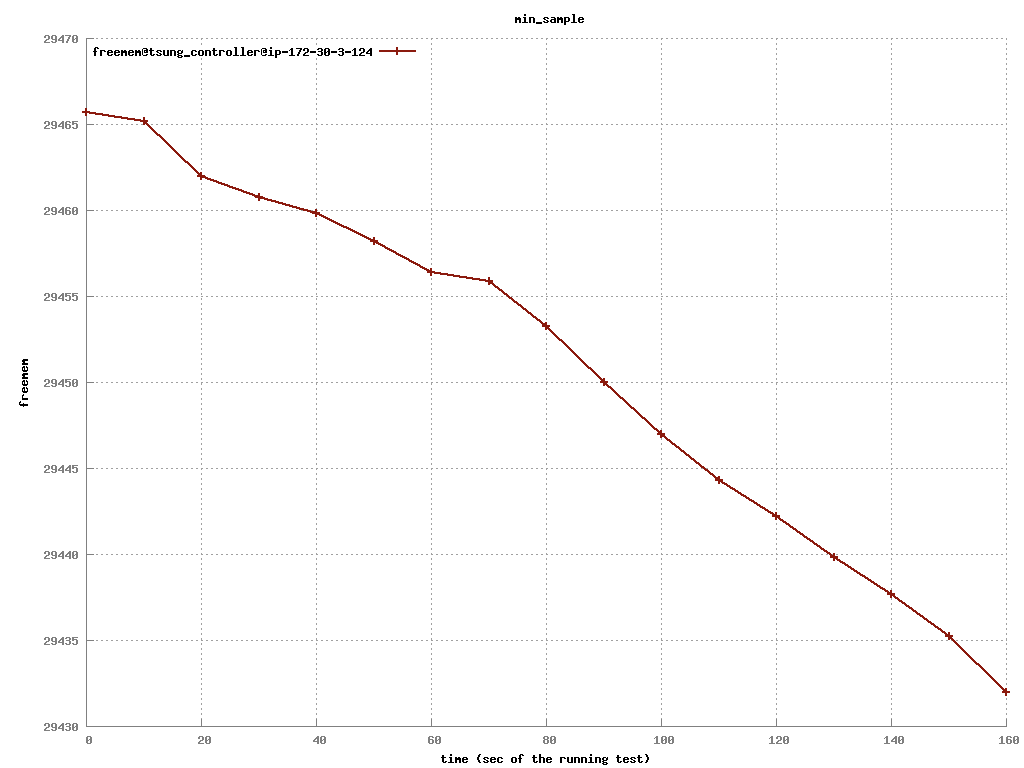 min_sample
freemem@tsung_controller@ip-172-30-3-124
29470
29465
29460
29455
29450
29445
29440
29435
29430
freemem
0 20 40 60 80 100 120 140 160
time (sec of the running test)